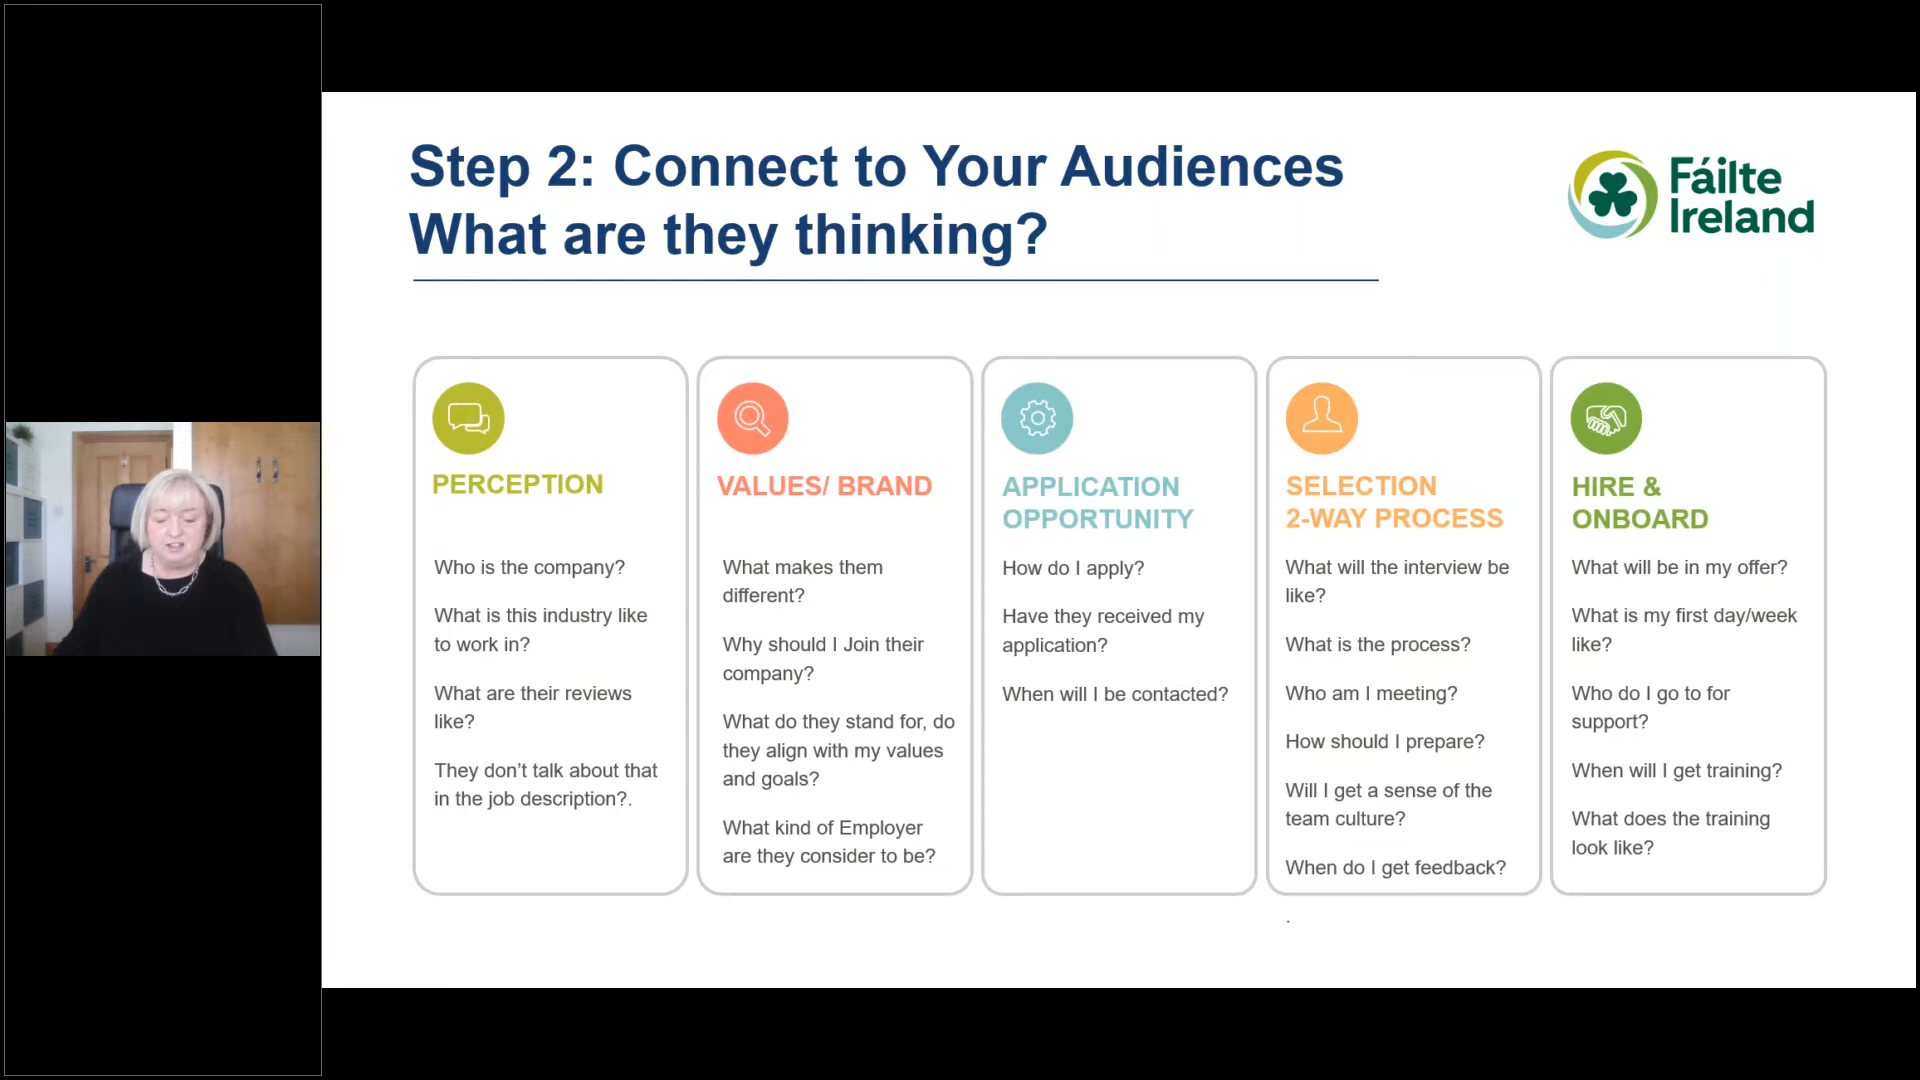 Step 2: Connect to Your Audiences
What are they thinking?
Fáilte
Ireland
PERCEPTION
Who is the company?
What is this industry like
to work in?
What are their reviews
like?
They don’t talk about that
in the job description?.
VALUES/ BRAND
What makes them
different?
Why should I Join their
company?
What do they stand for, do
they align with my values
and goals?
What kind of Employer
are they consider to be?
APPLICATION
OPPORTUNITY
How do I apply?
Have they received my
application?
When will I be contacted?
SELECTION
2-WAY PROCESS
What will the interview be
like?
What is the process?
Who am I meeting?
How should I prepare?
Will I get a sense of the
team culture?
When do I get feedback?
.
HIRE &
ONBOARD
What will be in my offer?
What is my first day/week
like?
Who do I go to for
support?
When will I get training?
What does the training
look like?